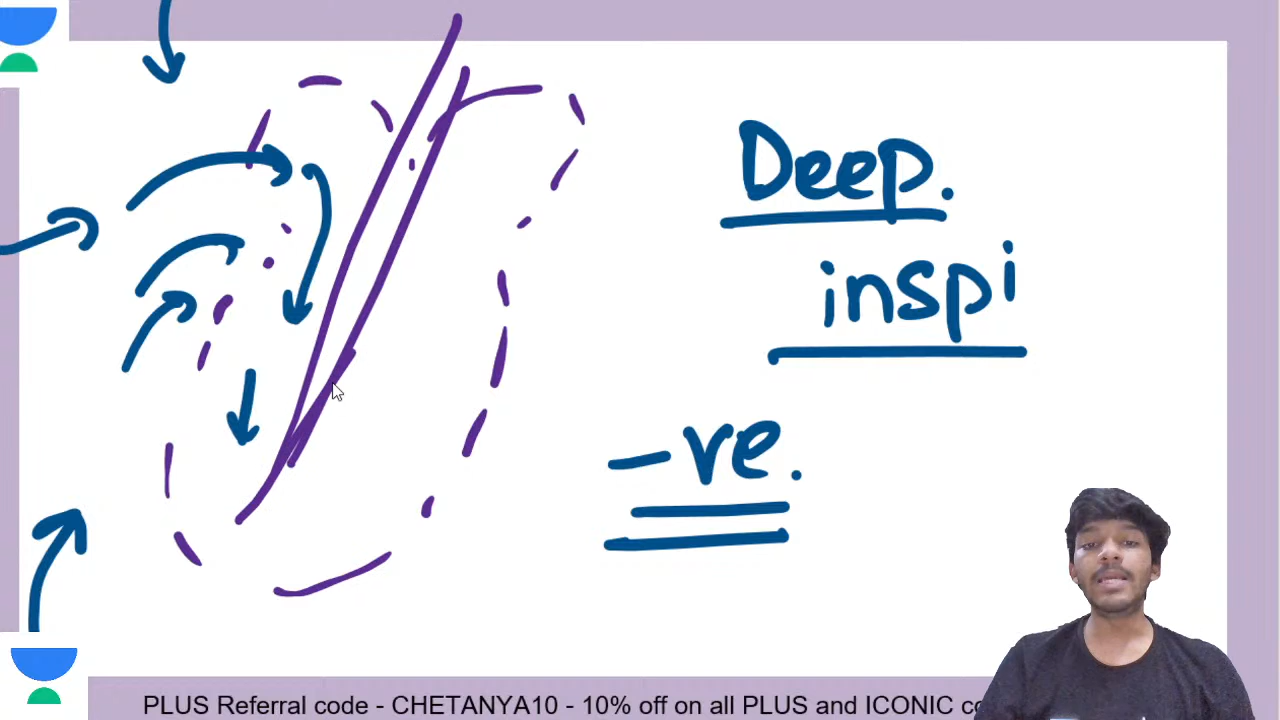 Deep.
inspi
-ve.
PLUS Referral code - CHETANYA10 - 10% off on all PLUS and ICONIC